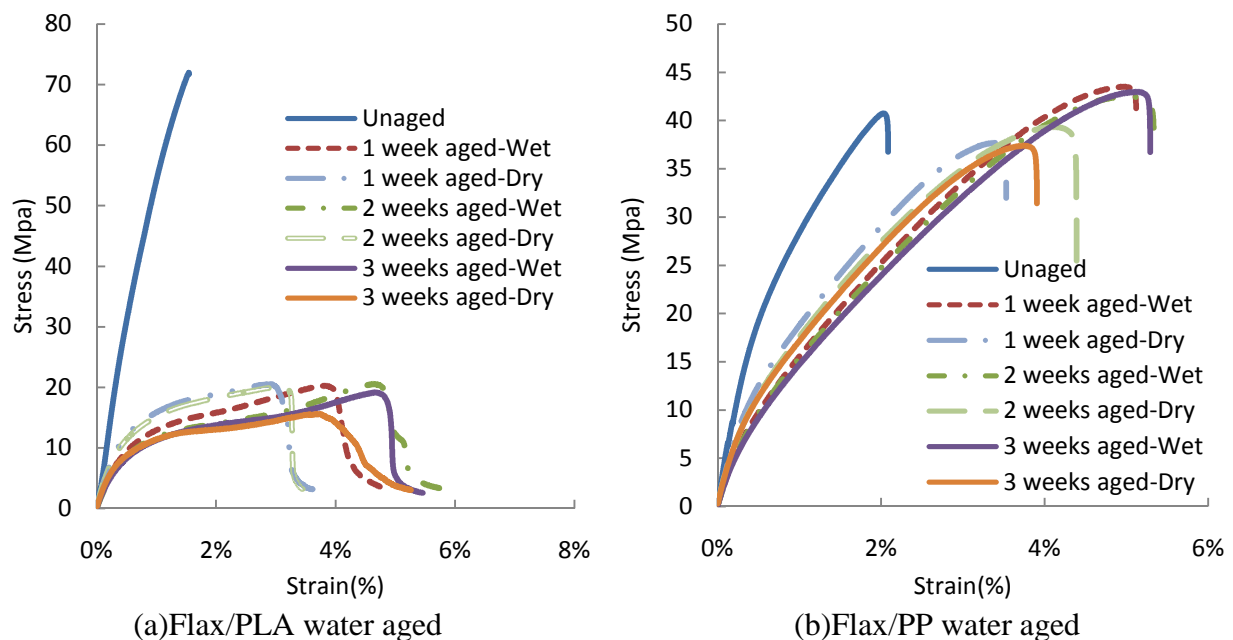 80
70
60
50
40
30
20
10
0
Stress (Mpa)
0% 2% 4% 6% 8%
Strain(%)
Unaged
1 week aged-Wet
1 week aged-Dry
2 weeks aged-Wet
2 weeks aged-Dry
3 weeks aged-Wet
3 weeks aged-Dry
(a)Flax/PLA water aged
50
45
40
35
30
25
20
15
10
5
0
Stress (Mpa)
0% 2% 4% 6%
Strain(%)
Unaged
1 week aged-Wet
1 week aged-Dry
2 weeks aged-Wet
2 weeks aged-Dry
3 weeks aged-Wet
3 weeks aged-Dry
(b)Flax/PP water aged